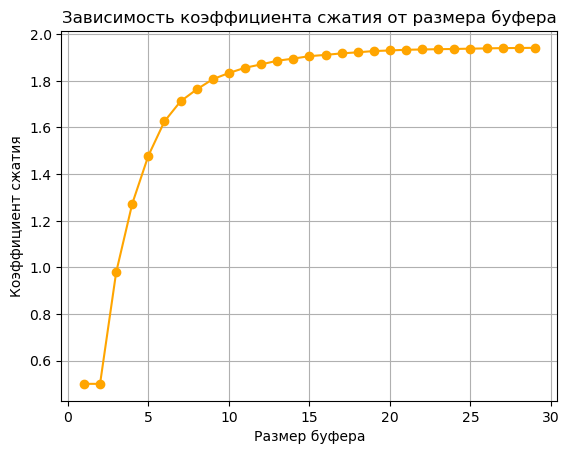 Зависимость коэффициента сжатия от размера буфера
Коэффициент сжатия
2.0
1.8
1.6
1.4
1.2
1.0
0.8
0.6
0 5 10 15 20 25 30
Размер буфера